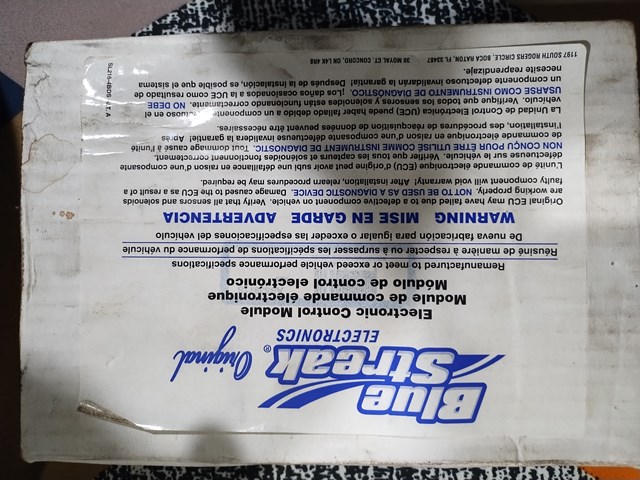 Blue
Streak®
ELECTRONICS
Original
Electronic Control Module
Module de commande électronique
Módulo de control electrónico
Remanufactured to meet or exceed vehicle performance specifications
Réusiné de manière à respecter ou à surpasser les spécifications de performance du véhicule
De nueva fabricación para igualar o exceder las especificaciones del vehículo
WARNING MISE EN GARDE ADVERTENCIA
Original ECU may have failed due to a defective component on vehicle. Verify that all sensors and solenoids
are working properly. NOT TO BE USED AS A DIAGNOSTIC DEVICE. Damage caused to the ECU as a result of a
faulty component will void warranty! After installation, relearn procedures may be required.
L'unité de commande électronique (ECU) d'origine peut avoir subi une défaillance en raison d'une composante
défectueuse sur le véhicule. Vérifier que tous les capteurs et solénoïdes fonctionnent correctement.
NON CONÇU POUR ÊTRE UTILISÉ COMME INSTRUMENT DE DIAGNOSTIC. Tout dommage causé à l'unité
de commande électronique en raison d'une composante défectueuse invalidera la garantie! Après
l'installation, des procédures de réacquisition de données peuvent être nécessaires.
La Unidad de Control Electrónico (UCE) puede haber fallado debido a un componente defectuoso en el
vehículo. Verifique que todos los sensores y solenoides están funcionando correctamente. NO DEBE
USARSE COMO INSTRUMENTO DE DIAGNÓSTICO. ¡Los daños ocasionados a la UCE como resultado de
un componente defectuoso invalidarán la garantía! Después de la instalación, es posible que el sistema
necesite reaprendizaje.
1197 SOUTH ROGERS CIRCLE, BOCA RATON, FL 33487 30 MOYAL CT. CONCORD, ON L4K 4R8